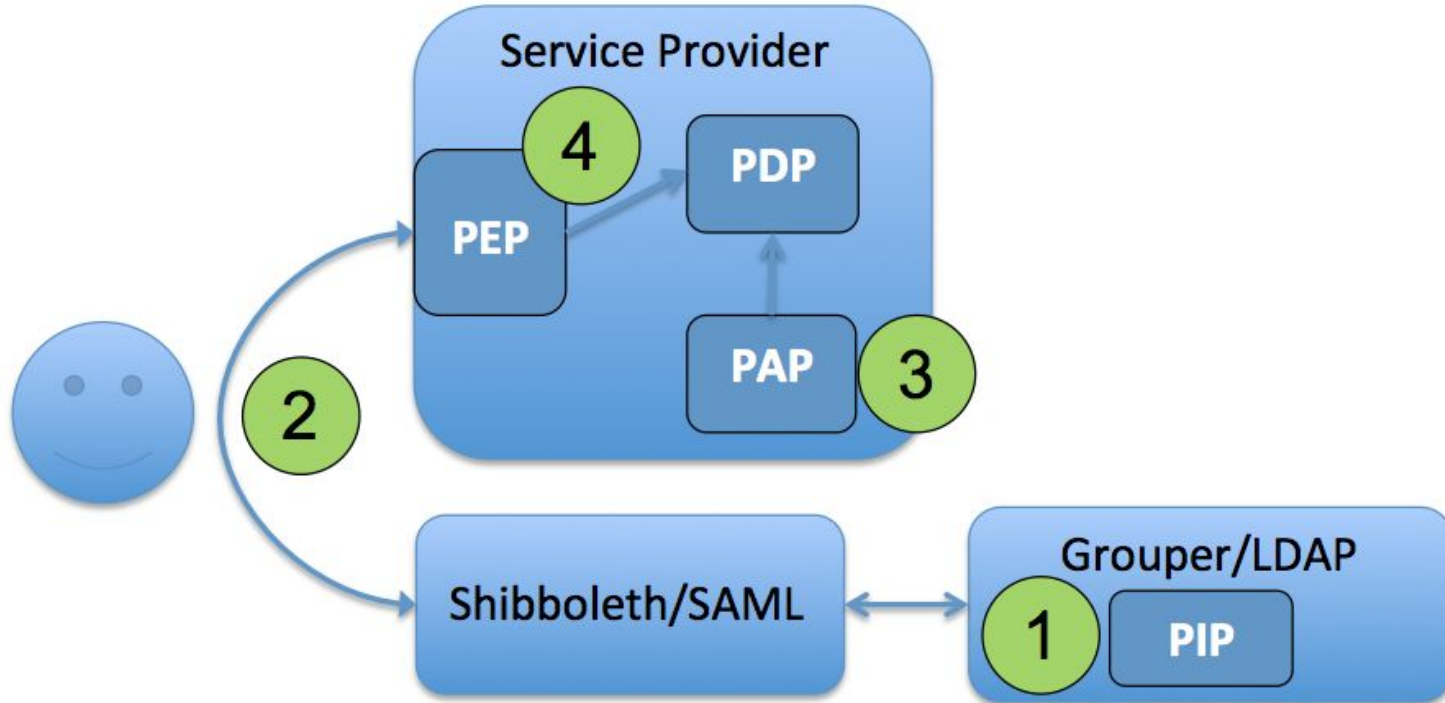 Service Provider
4
PDP
PEP
PAP
3
2
Shibboleth/SAML
Grouper/LDAP
1
PIP